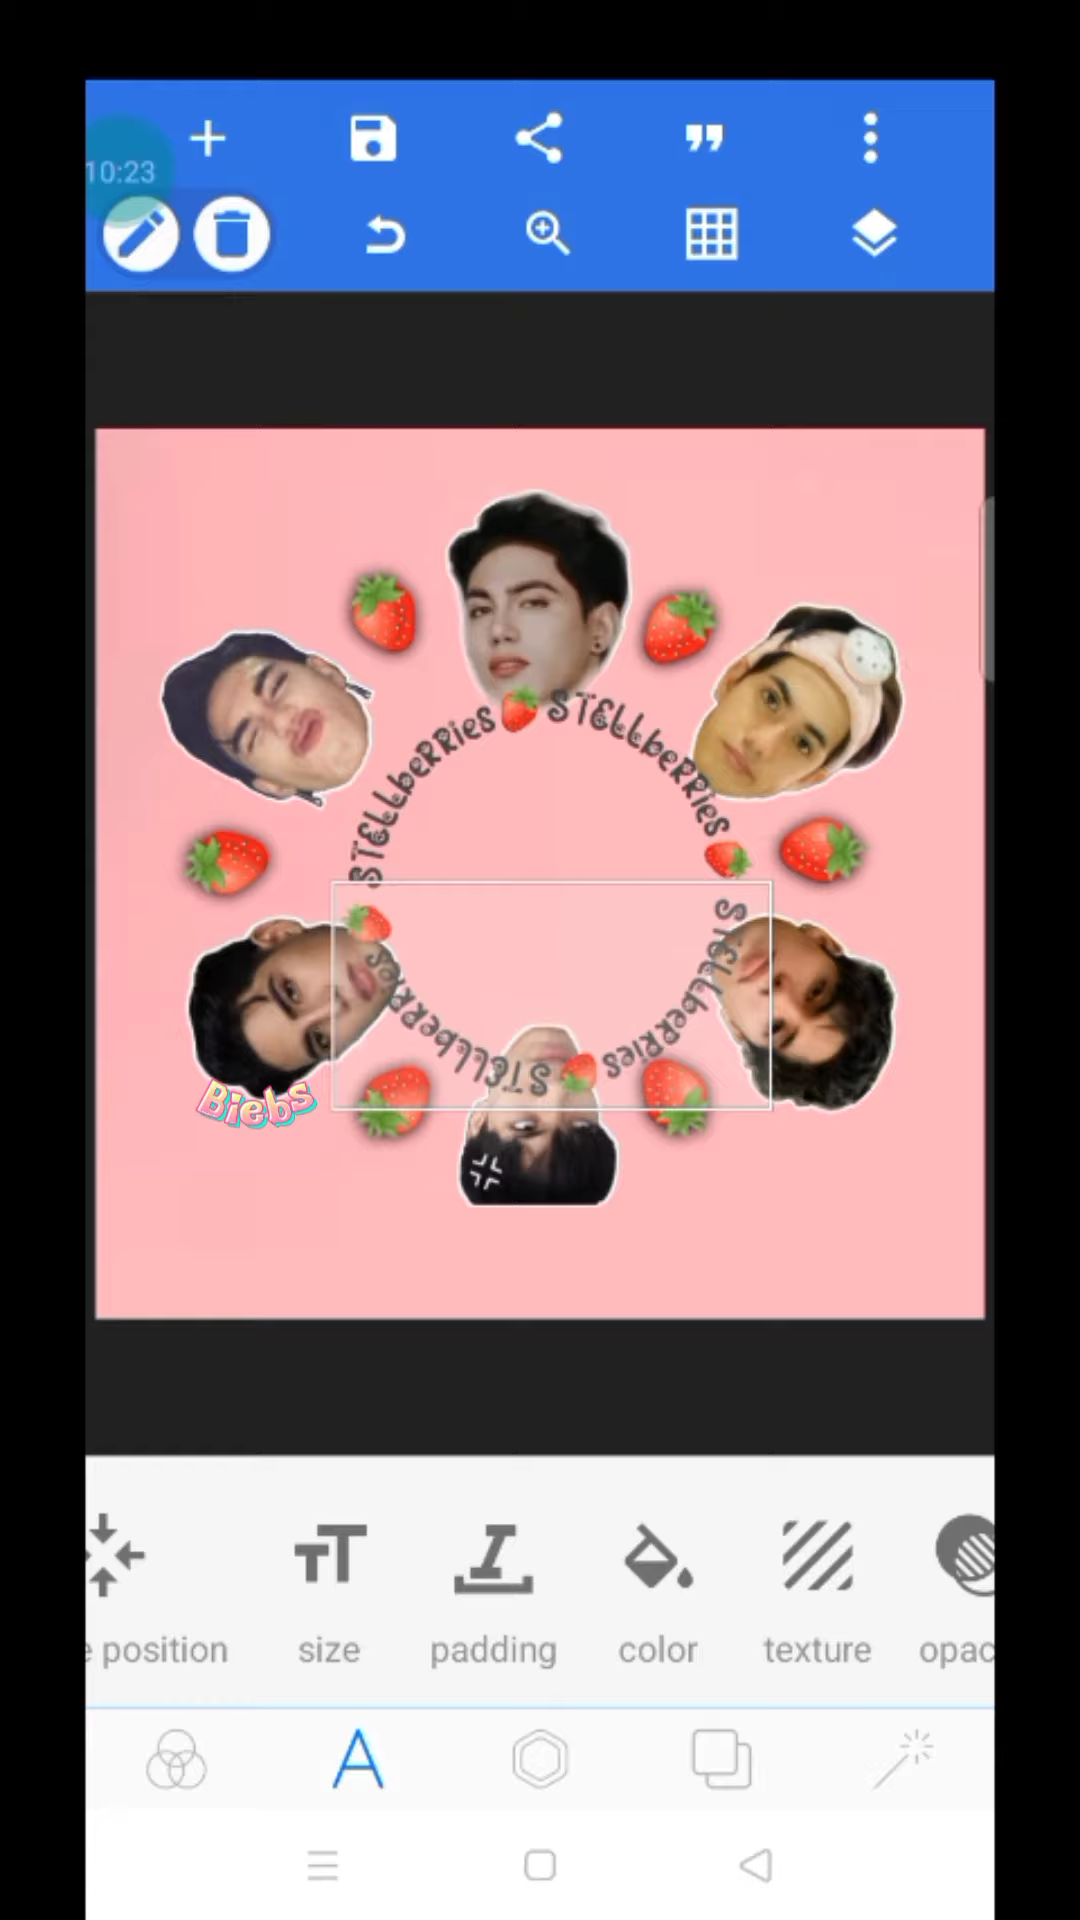 10:23
STELLbeRRies STELLbeRRies
STELLbeRRies STELLbeRRies
Biebs
e position size padding color texture opac
A